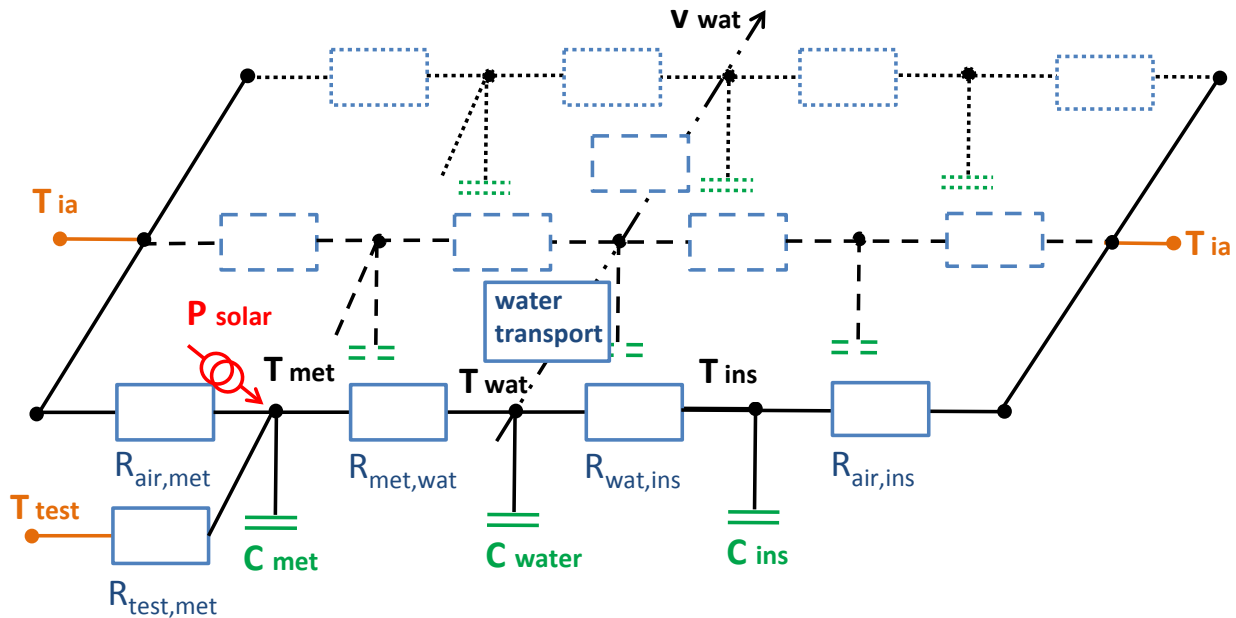 v wat
T ia
T ia
water
transport
P solar
T met
T wat
T ins
R air,met
R met,wat
R wat,ins
R air,ins
T test
C met
C water
C ins
R test,met